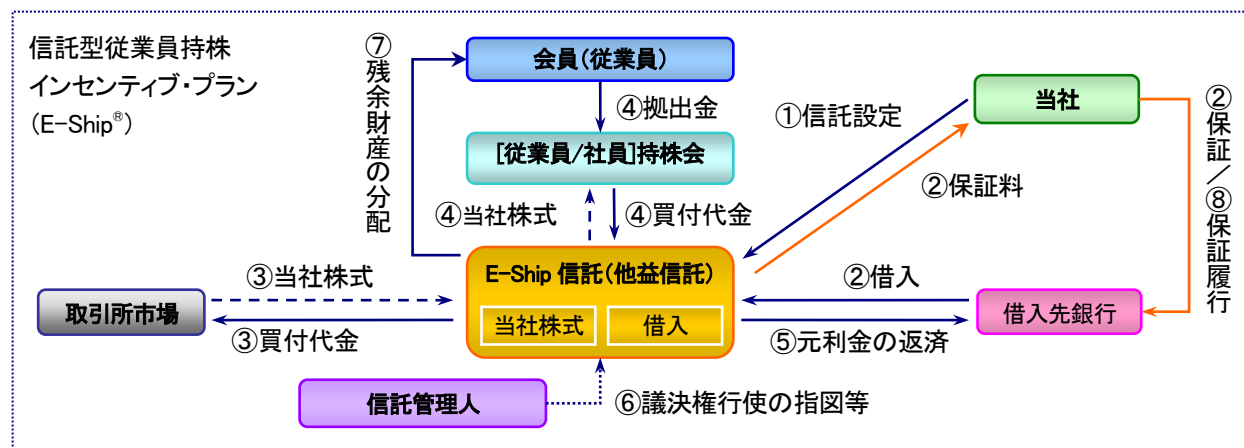 信託型従業員持株
インセンティブ・プラン
(E-Ship®)
⑦残余財産の分配
会員(従業員)
④拠出金
[従業員/社員]持株会
④当社株式
④買付代金
①信託設定
②保証料
当社
②保証/⑧保証履行
③当社株式
取引所市場
③買付代金
E-Ship 信託(他益信託)
当社株式
借入
②借入
⑤元利金の返済
借入先銀行
信託管理人
⑥議決権行使の指図等